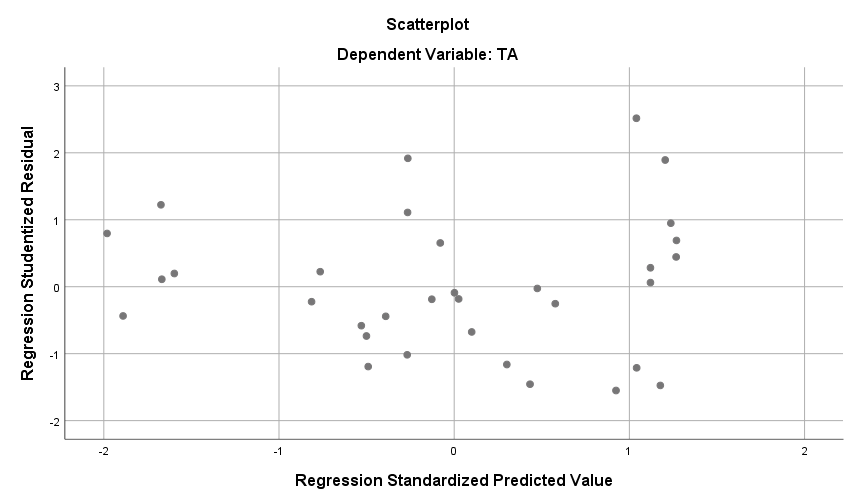 Scatterplot
Dependent Variable: TA
Regression Studentized Residual
3
2
1
0
-1
-2
-2
-1
0
1
2
Regression Standardized Predicted Value